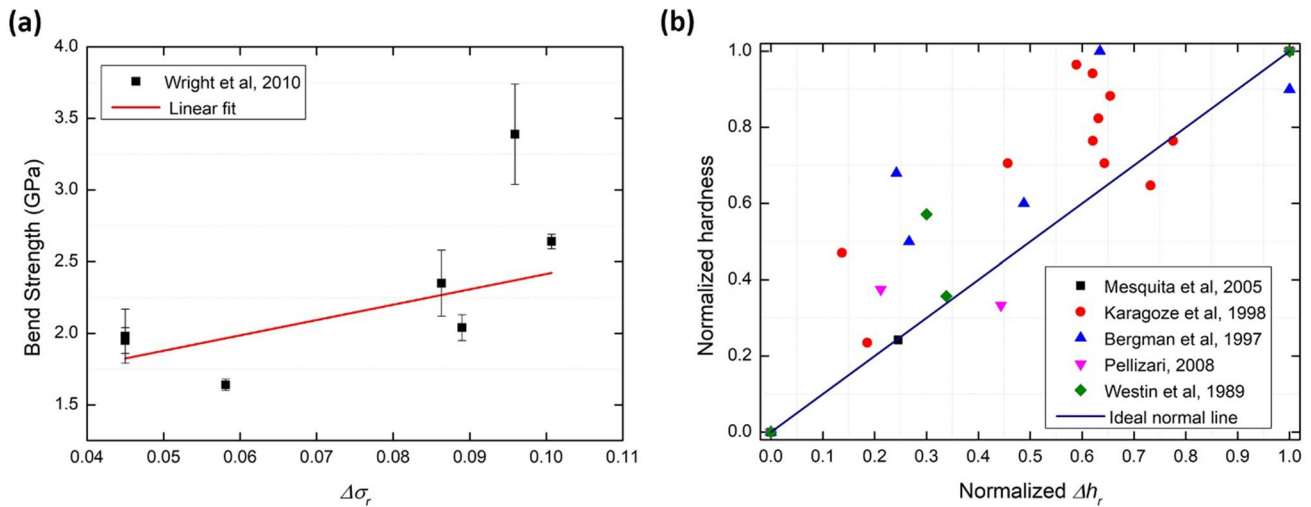 (a)
4.0
3.5
3.0
2.5
2.0
1.5
Bend Strength (GPa)
Wright et al, 2010
Linear fit
0.04 0.05 0.06 0.07 0.08 0.09 0.10 0.11
Δσr
(b)
1.0
0.8
0.6
0.4
0.2
0.0
Normalized hardness
Mesquita et al, 2005
Karagoze et al, 1998
Bergman et al, 1997
Pellizari, 2008
Westin et al, 1989
Ideal normal line
0.0 0.1 0.2 0.3 0.4 0.5 0.6 0.7 0.8 0.9 1.0
Normalized Δhr